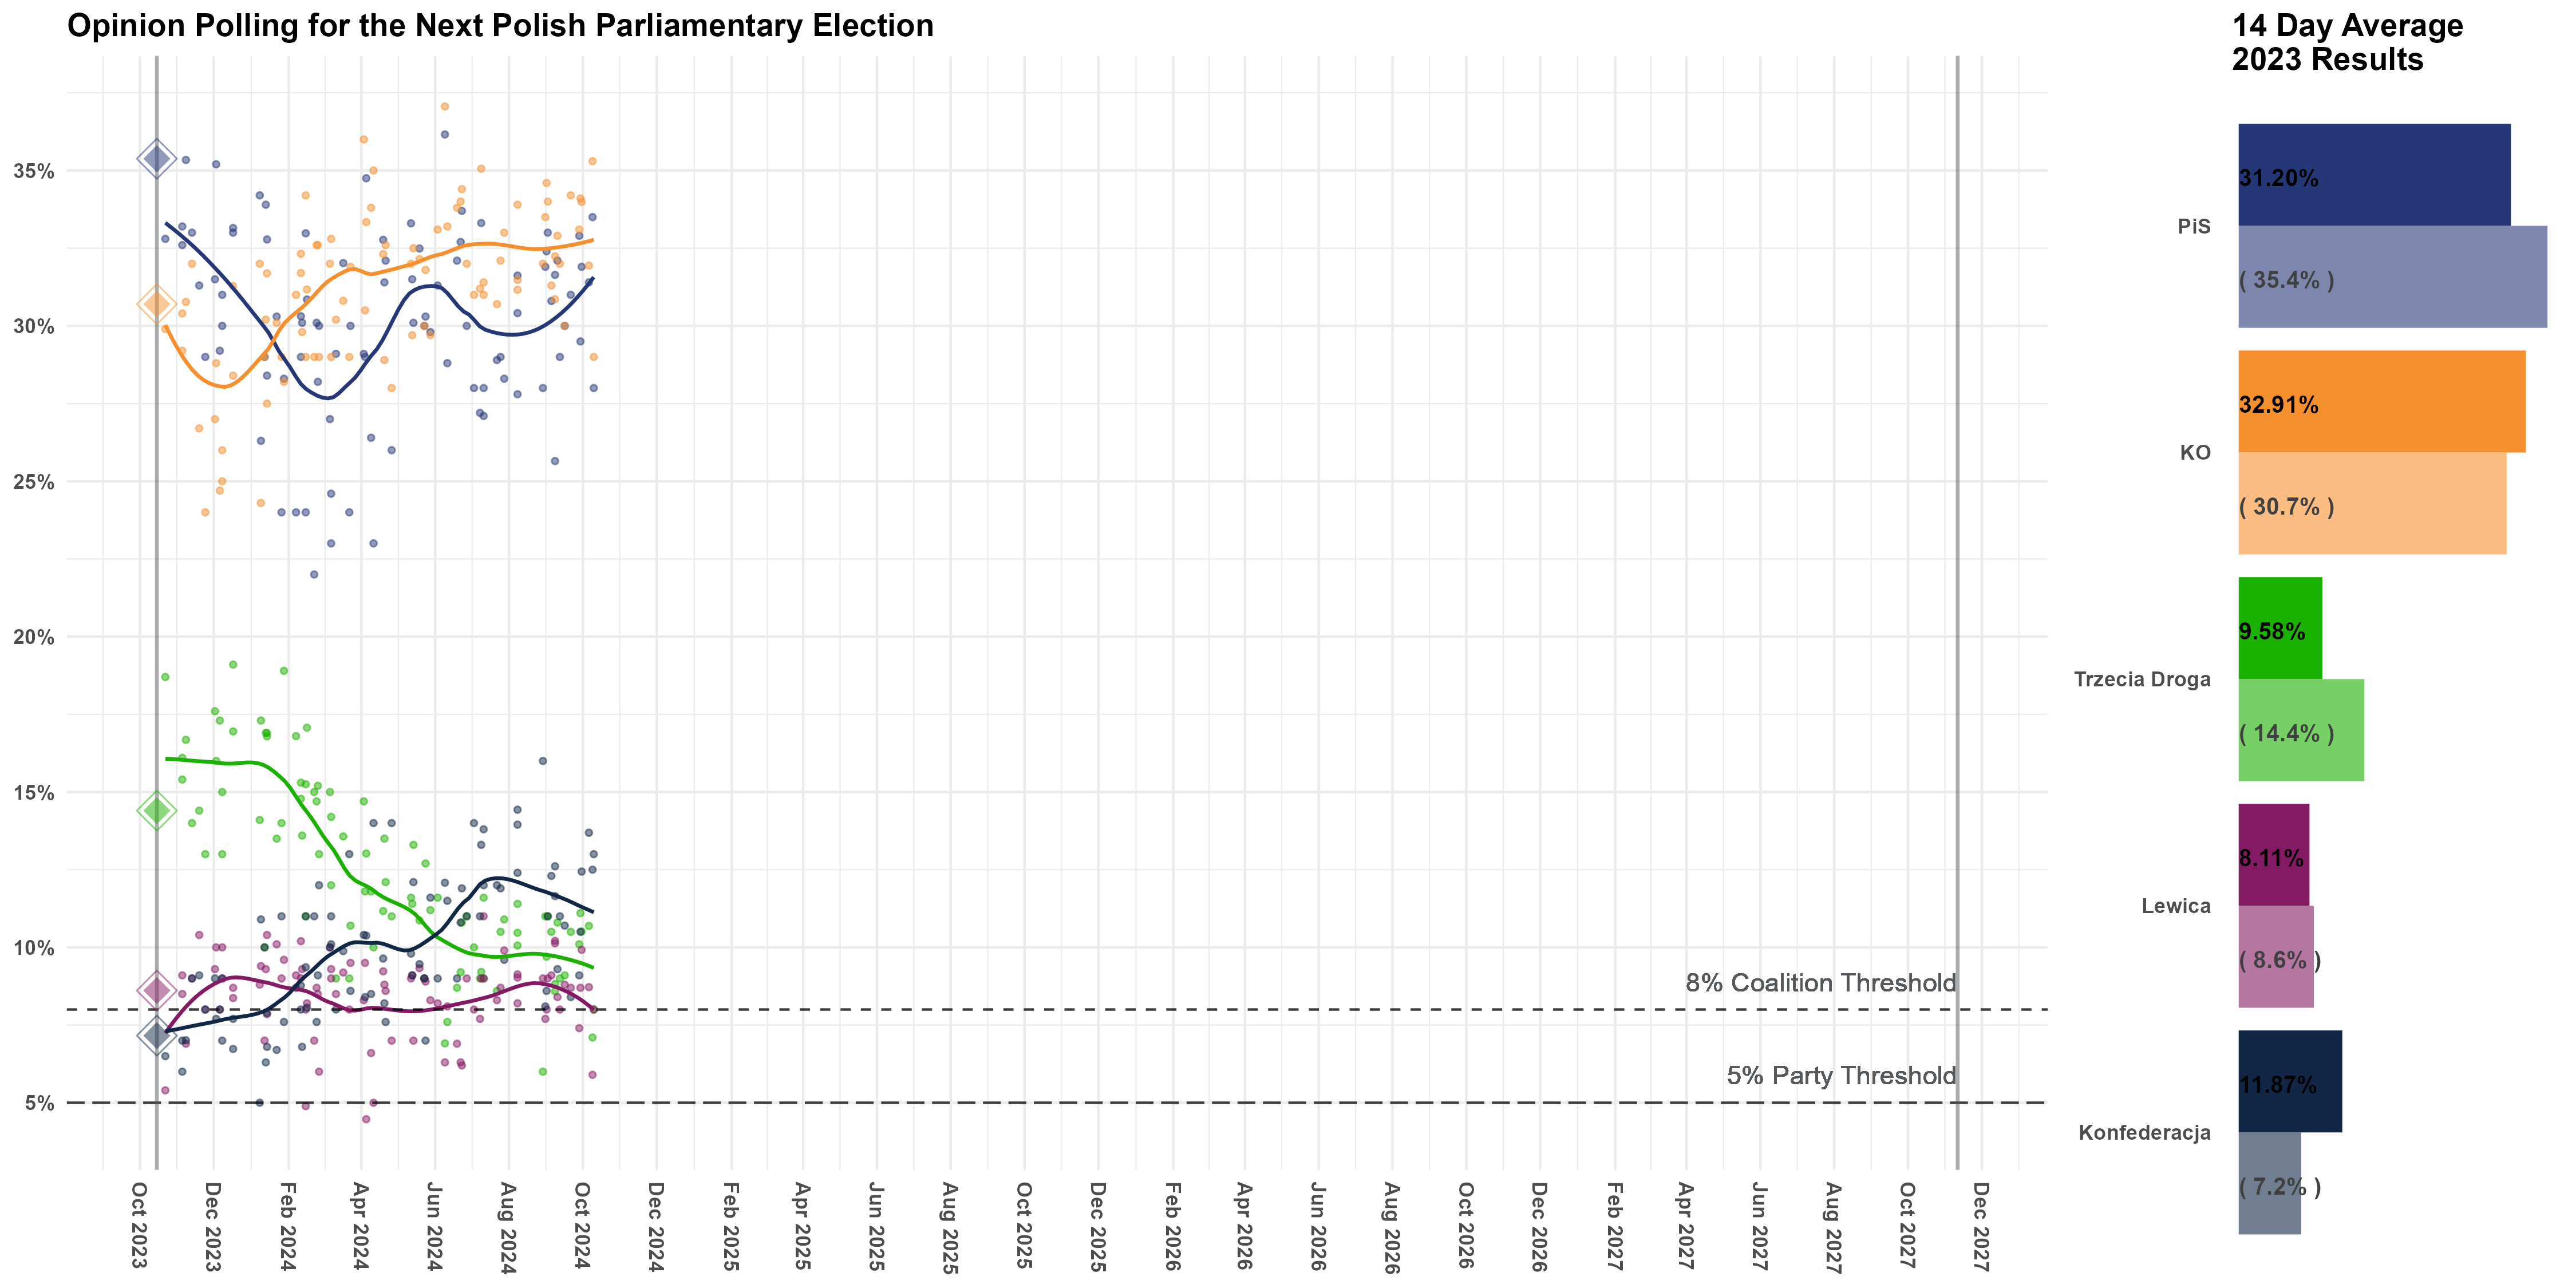 Opinion Polling for the Next Polish Parliamentary Election
35%
30%
25%
20%
15%
10%
5%
8% Coalition Threshold
5% Party Threshold
Oct 2023
Dec 2023
Feb 2024
Apr 2024
Jun 2024
Aug 2024
Oct 2024
Dec 2024
Feb 2025
Apr 2025
Jun 2025
Aug 2025
Oct 2025
Dec 2025
Feb 2026
Apr 2026
Jun 2026
Aug 2026
Oct 2026
Dec 2026
Feb 2027
Apr 2027
Jun 2027
Aug 2027
Oct 2027
Dec 2027
14 Day Average
2023 Results
PiS
31.20%
( 35.4% )
KO
32.91%
( 30.7% )
Trzecia Droga
9.58%
( 14.4% )
Lewica
8.11%
( 8.6% )
Konfederacja
11.87%
( 7.2% )